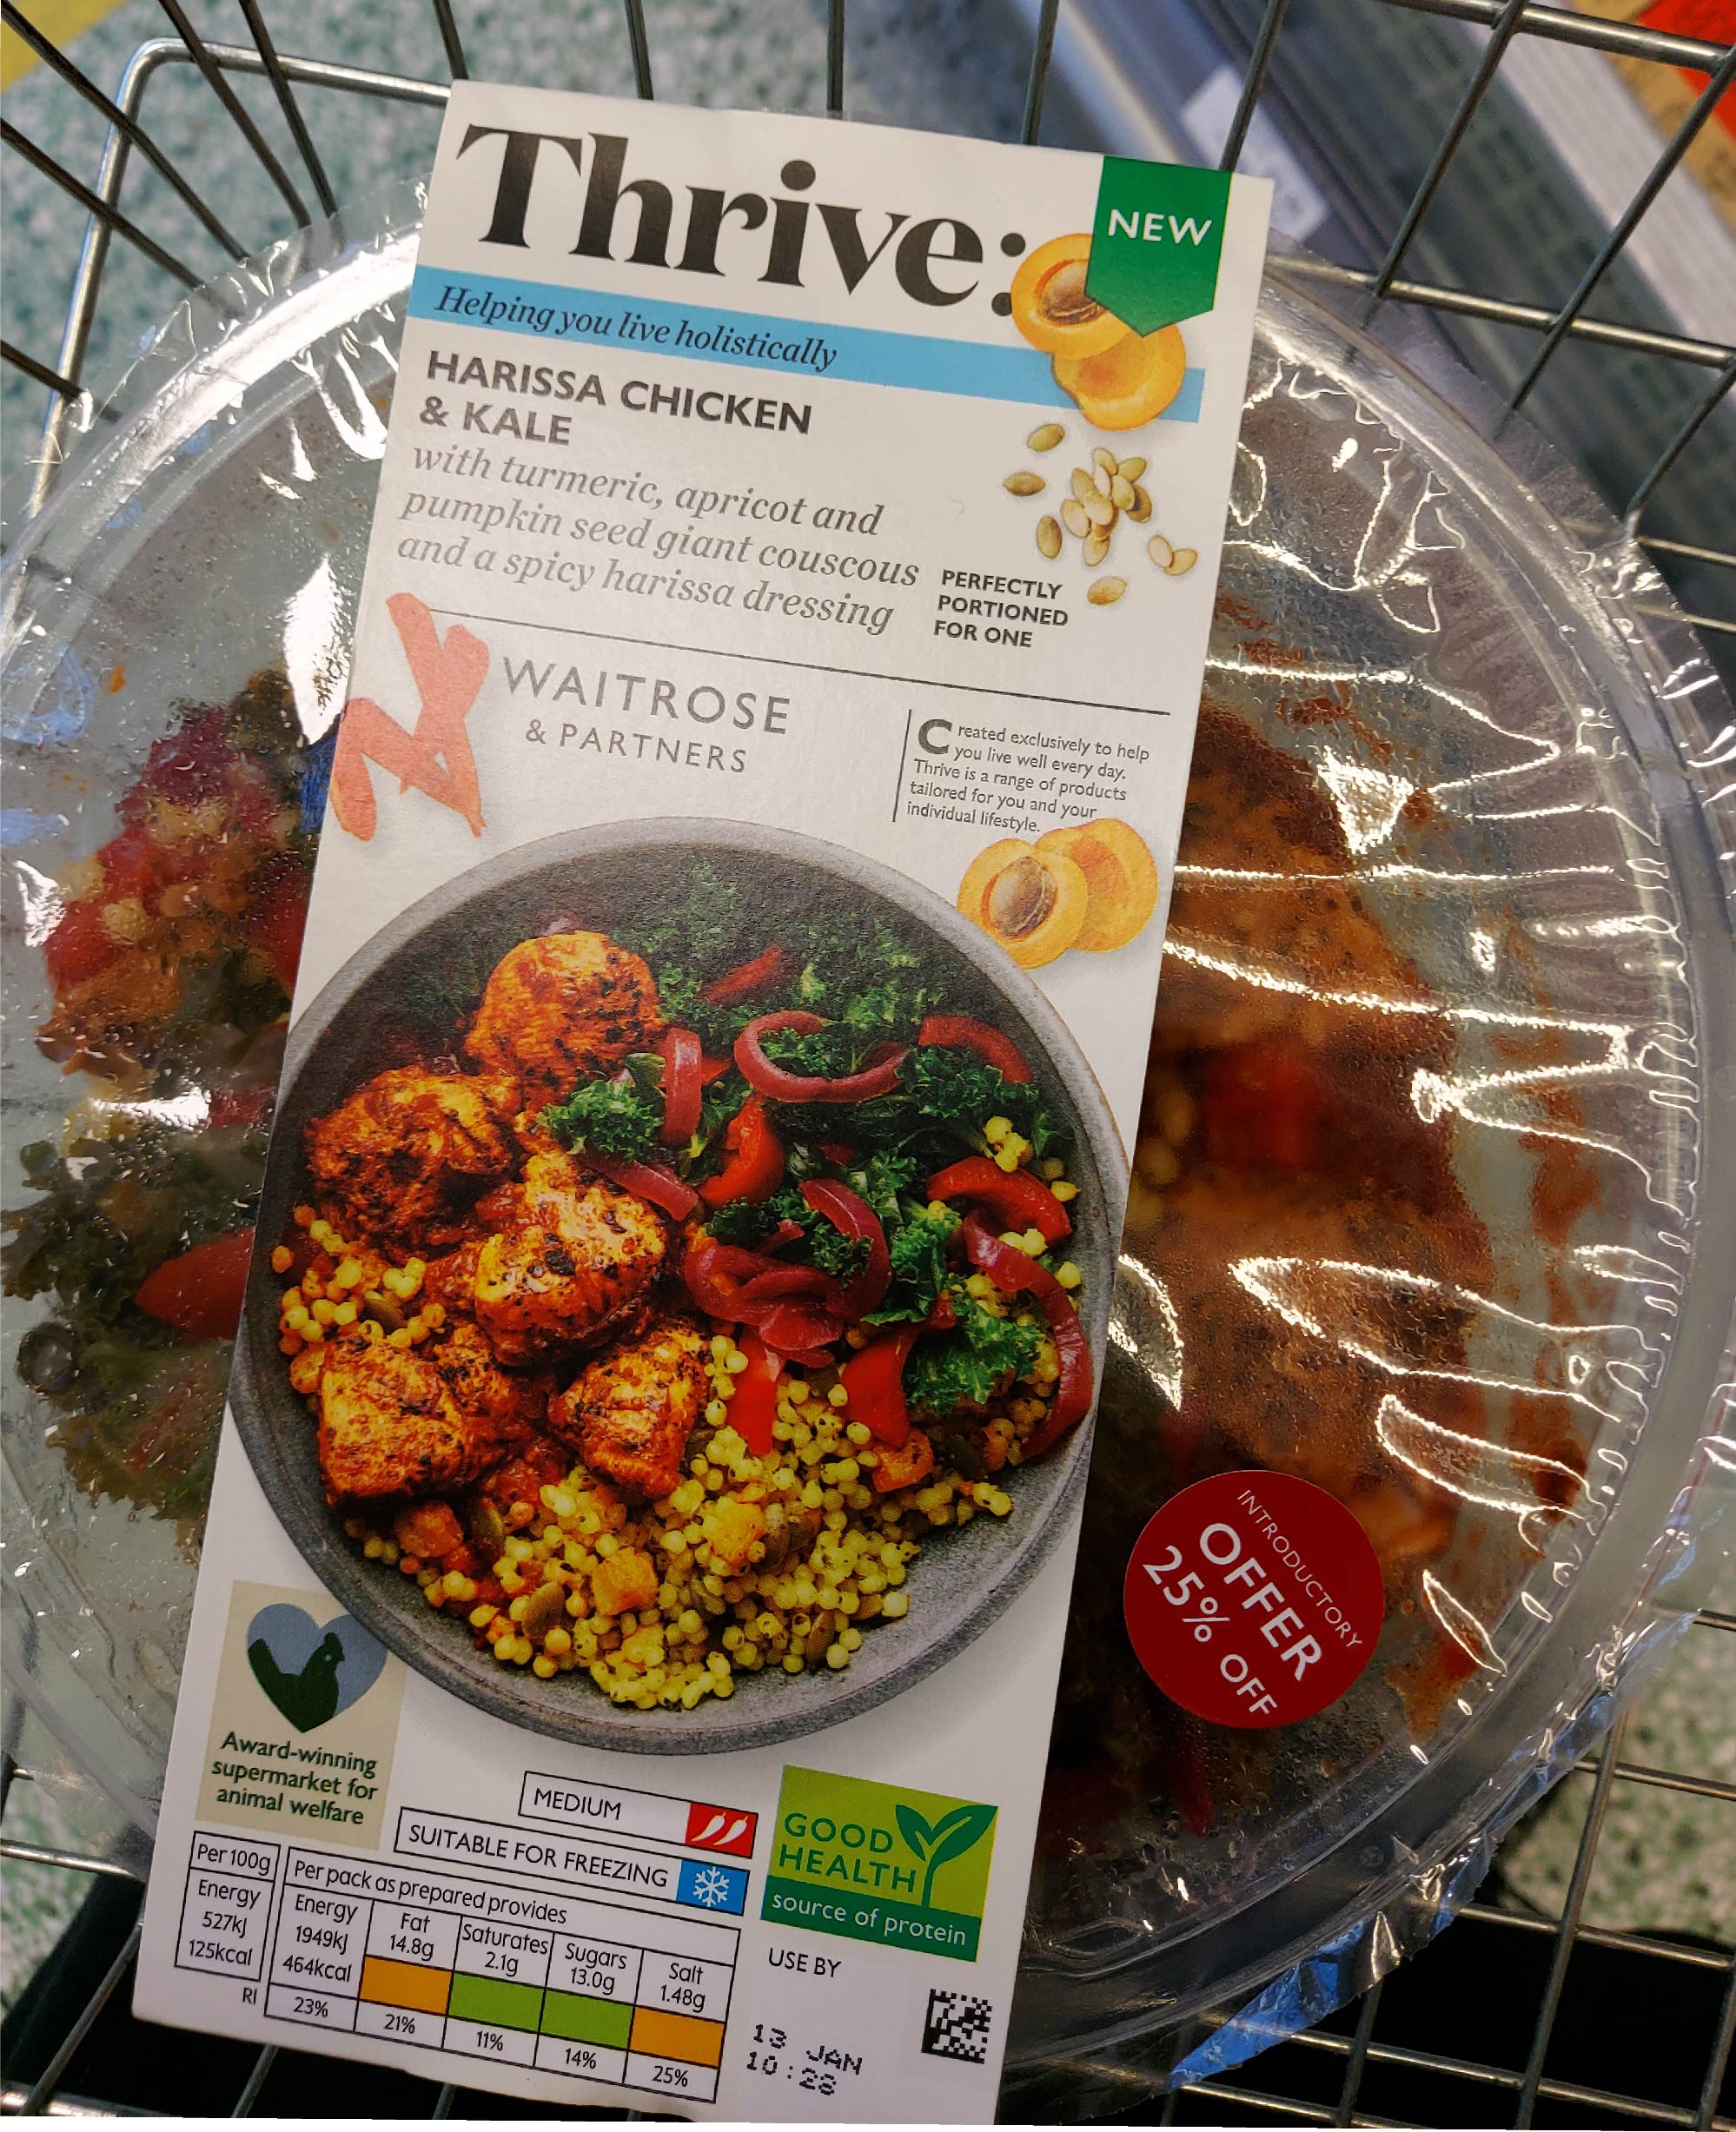 Thrive:
NEW
Helping you live holistically
HARISSA CHICKEN
& KALE
with turmeric, apricot and
pumpkin seed giant couscous
and a spicy harissa dressing
PERFECTLY
PORTIONED
FOR ONE
WAITROSE
& PARTNERS
Created exclusively to help
you live well every day.
Thrive is a range of products
tailored for you and your
individual lifestyle.
INTRODUCTORY
OFFER
25% OFF
Award-winning
supermarket for
animal welfare
MEDIUM
SUITABLE FOR FREEZING
GOOD
HEALTH
source of protein
Per 100g
Energy
527kJ
125kcal
Per pack as prepared provides
Energy
1949kJ
464kcal
23%
Fat
14.8g
21%
Saturates
2.1g
11%
Sugars
13.0g
14%
Salt
1.48g
25%
RI
USE BY
13 JAN
10:28